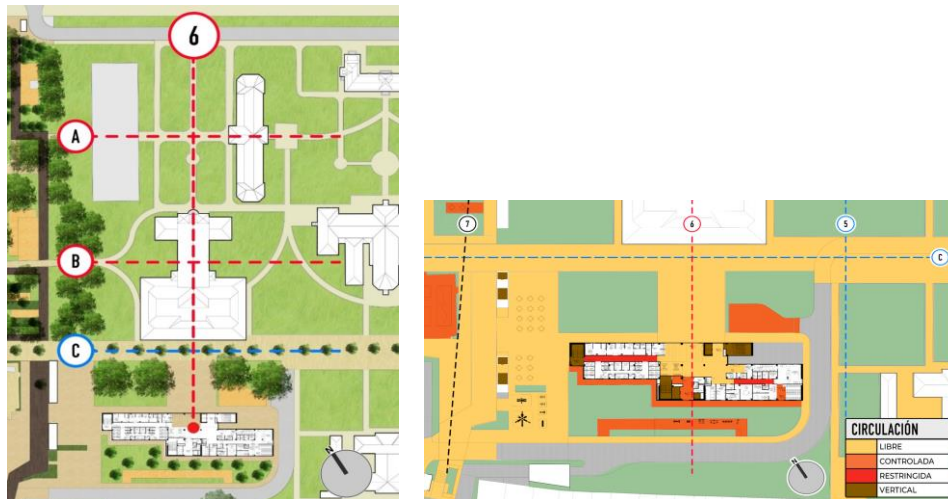 6
A
B
C
N
7
6
5
C
N
CIRCULACIÓN
LIBRE
CONTROLADA
RESTRINGIDA
VERTICAL